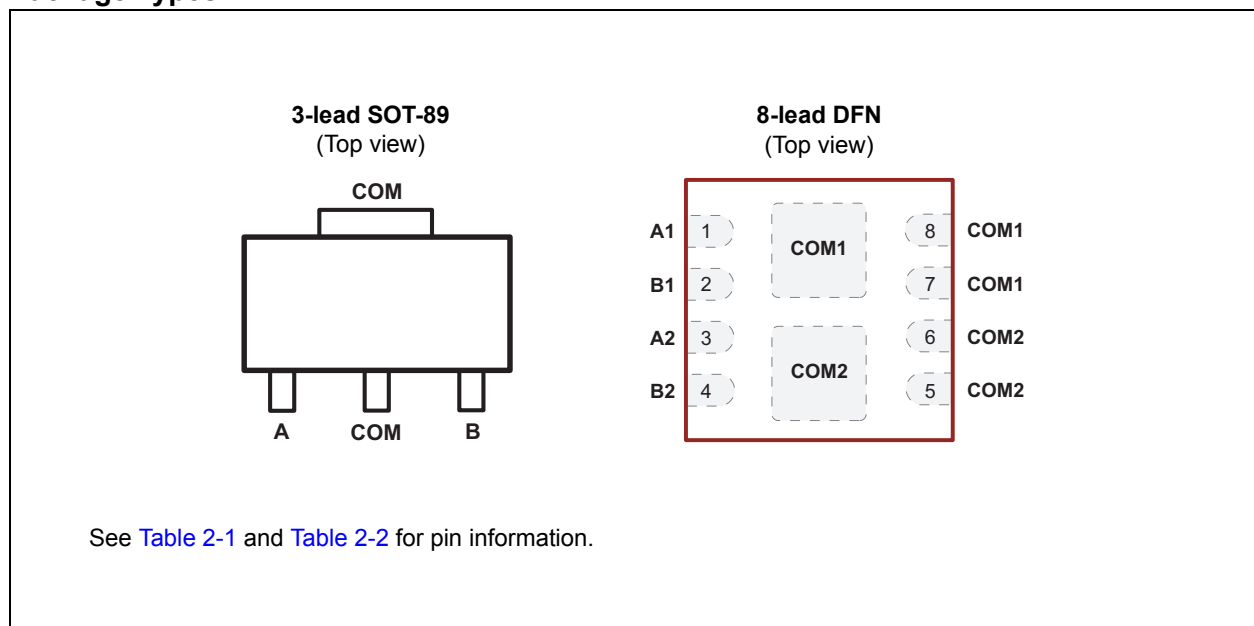 3-lead SOT-89
(Top view)
COM
A COM B
8-lead DFN
(Top view)
A1 1 COM1 8 COM1
B1 2 7 COM1
A2 3 6 COM2
B2 4 COM2 5 COM2
See Table 2-1 and Table 2-2 for pin information.